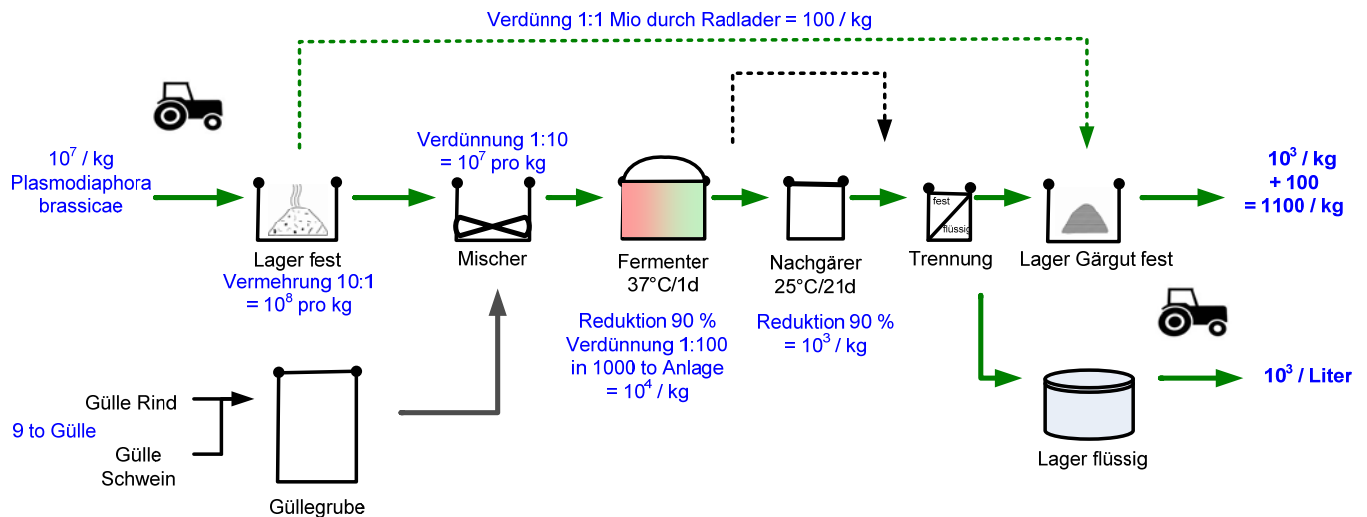 Verdünng 1:1 Mio durch Radlader = 100 / kg
10⁷ / kg
Plasmodiaphora
brassicae
Lager fest
Vermehrung 10:1
= 10⁸ pro kg
Verdünnung 1:10
= 10⁷ pro kg
Mischer
Fermenter
37°C/1d
Reduktion 90 %
Verdünnung 1:100
in 1000 to Anlage
= 10⁴ / kg
Nachgärer
25°C/21d
Reduktion 90 %
= 10³ / kg
fest
flüssig
Trennung
Lager Gärgut fest
10³ / kg
+ 100
= 1100 / kg
9 to Gülle
Gülle Rind
Gülle
Schwein
Güllegrube
Lager flüssig
10³ / Liter